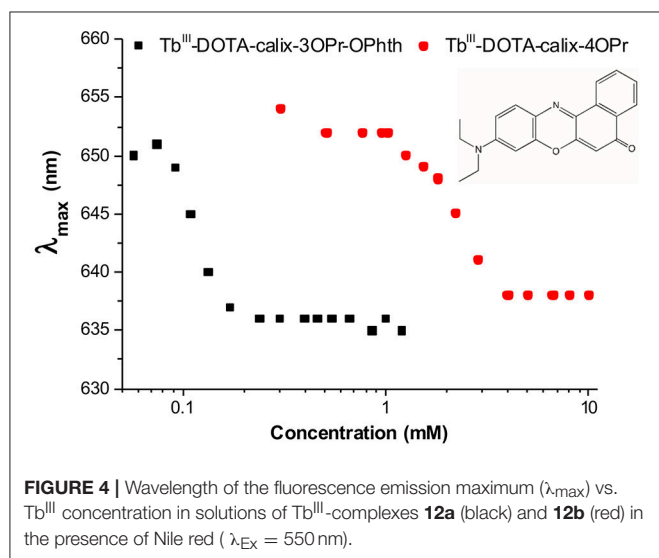 660
Tb^III-DOTA-calix-3OPr-OPhth
Tb^III-DOTA-calix-4OPr
655
650
645
640
635
630
λmax (nm)
N
O
N
O
0.1
1
10
Concentration (mM)
FIGURE 4 | Wavelength of the fluorescence emission maximum (λmax) vs.
Tb^III concentration in solutions of Tb^III-complexes 12a (black) and 12b (red) in
the presence of Nile red ( λEx = 550 nm).